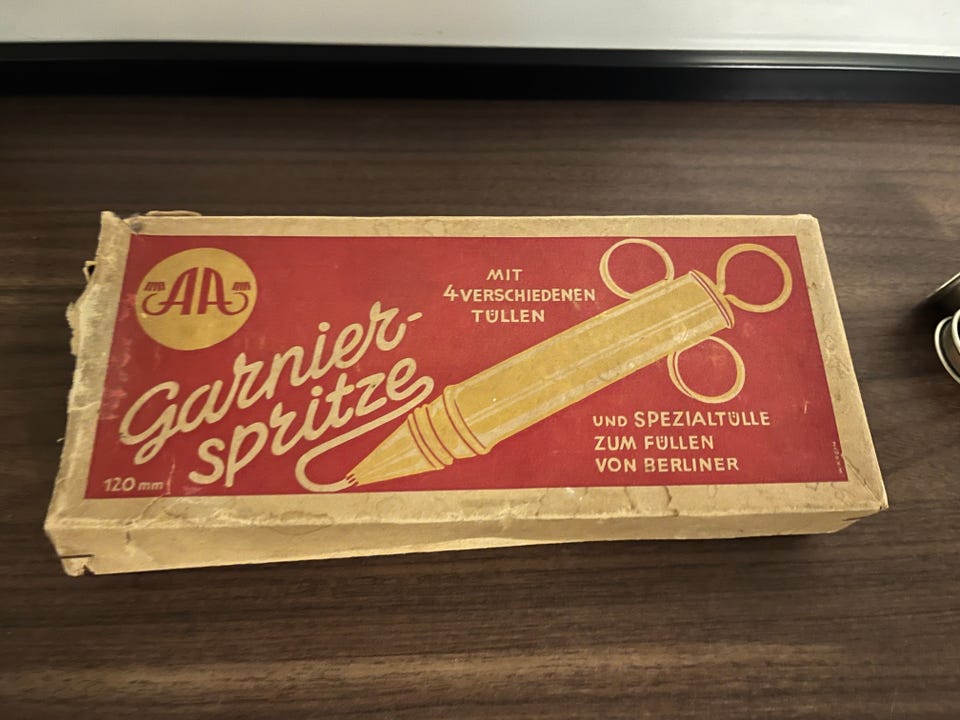 AA
Garnier-
spritze
120 mm
MIT
4 VERSCHIEDENEN
TÜLLEN
UND SPEZIALTÜLLE
ZUM FÜLLEN
VON BERLINER